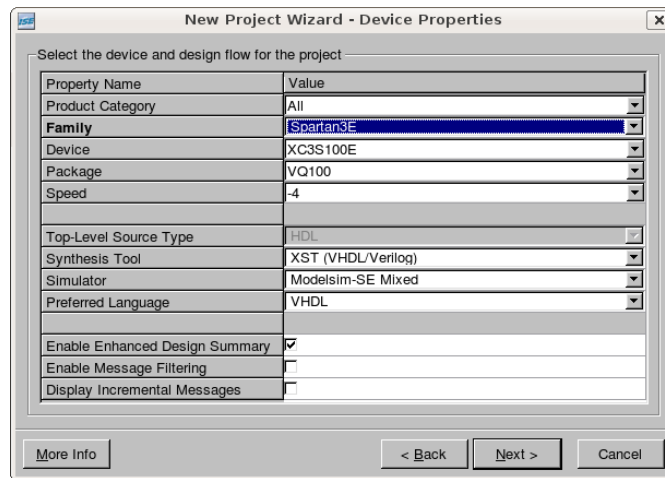 ISE New Project Wizard - Device Properties X
Select the device and design flow for the project
Property Name Value
Product Category All
Family Spartan3E
Device XC3S100E
Package VQ100
Speed -4
Top-Level Source Type HDL
Synthesis Tool XST (VHDL/Verilog)
Simulator Modelsim-SE Mixed
Preferred Language VHDL
Enable Enhanced Design Summary
Enable Message Filtering
Display Incremental Messages
More Info < Back Next > Cancel